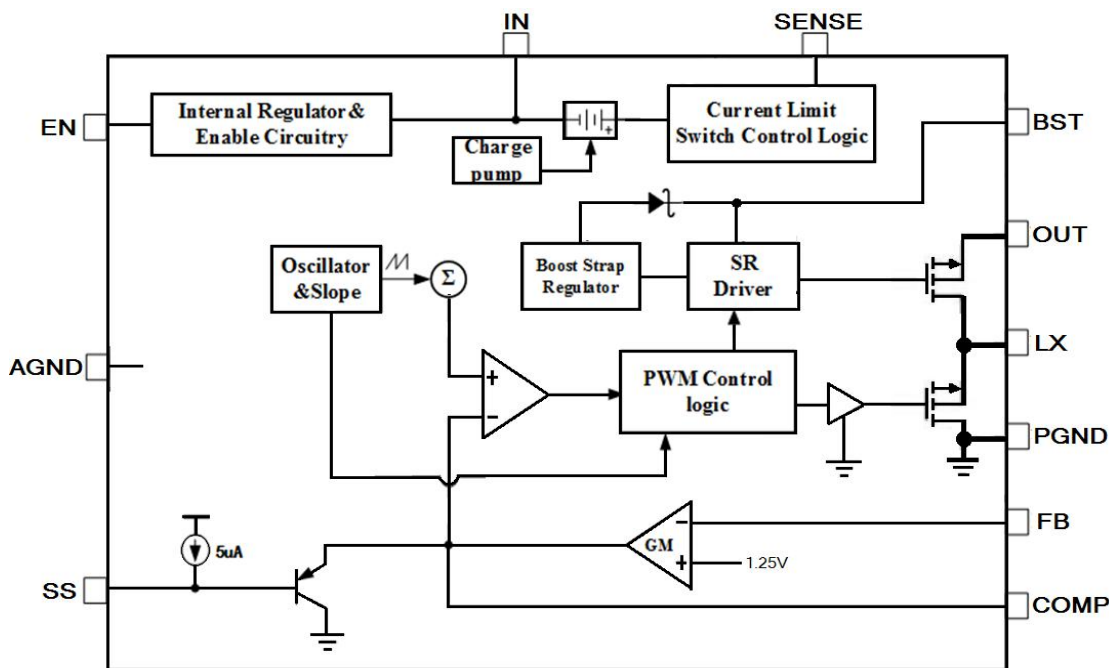 IN
SENSE
EN
Internal Regulator&
Enable Circuitry
+
Current Limit
Switch Control Logic
BST
Charge
pump
OUT
Oscillator
&Slope
Σ
Boost Strap
Regulator
SR
Driver
LX
AGND
+
−
PWM Control
logic
PGND
5uA
GM
−
+
1.25V
FB
SS
COMP